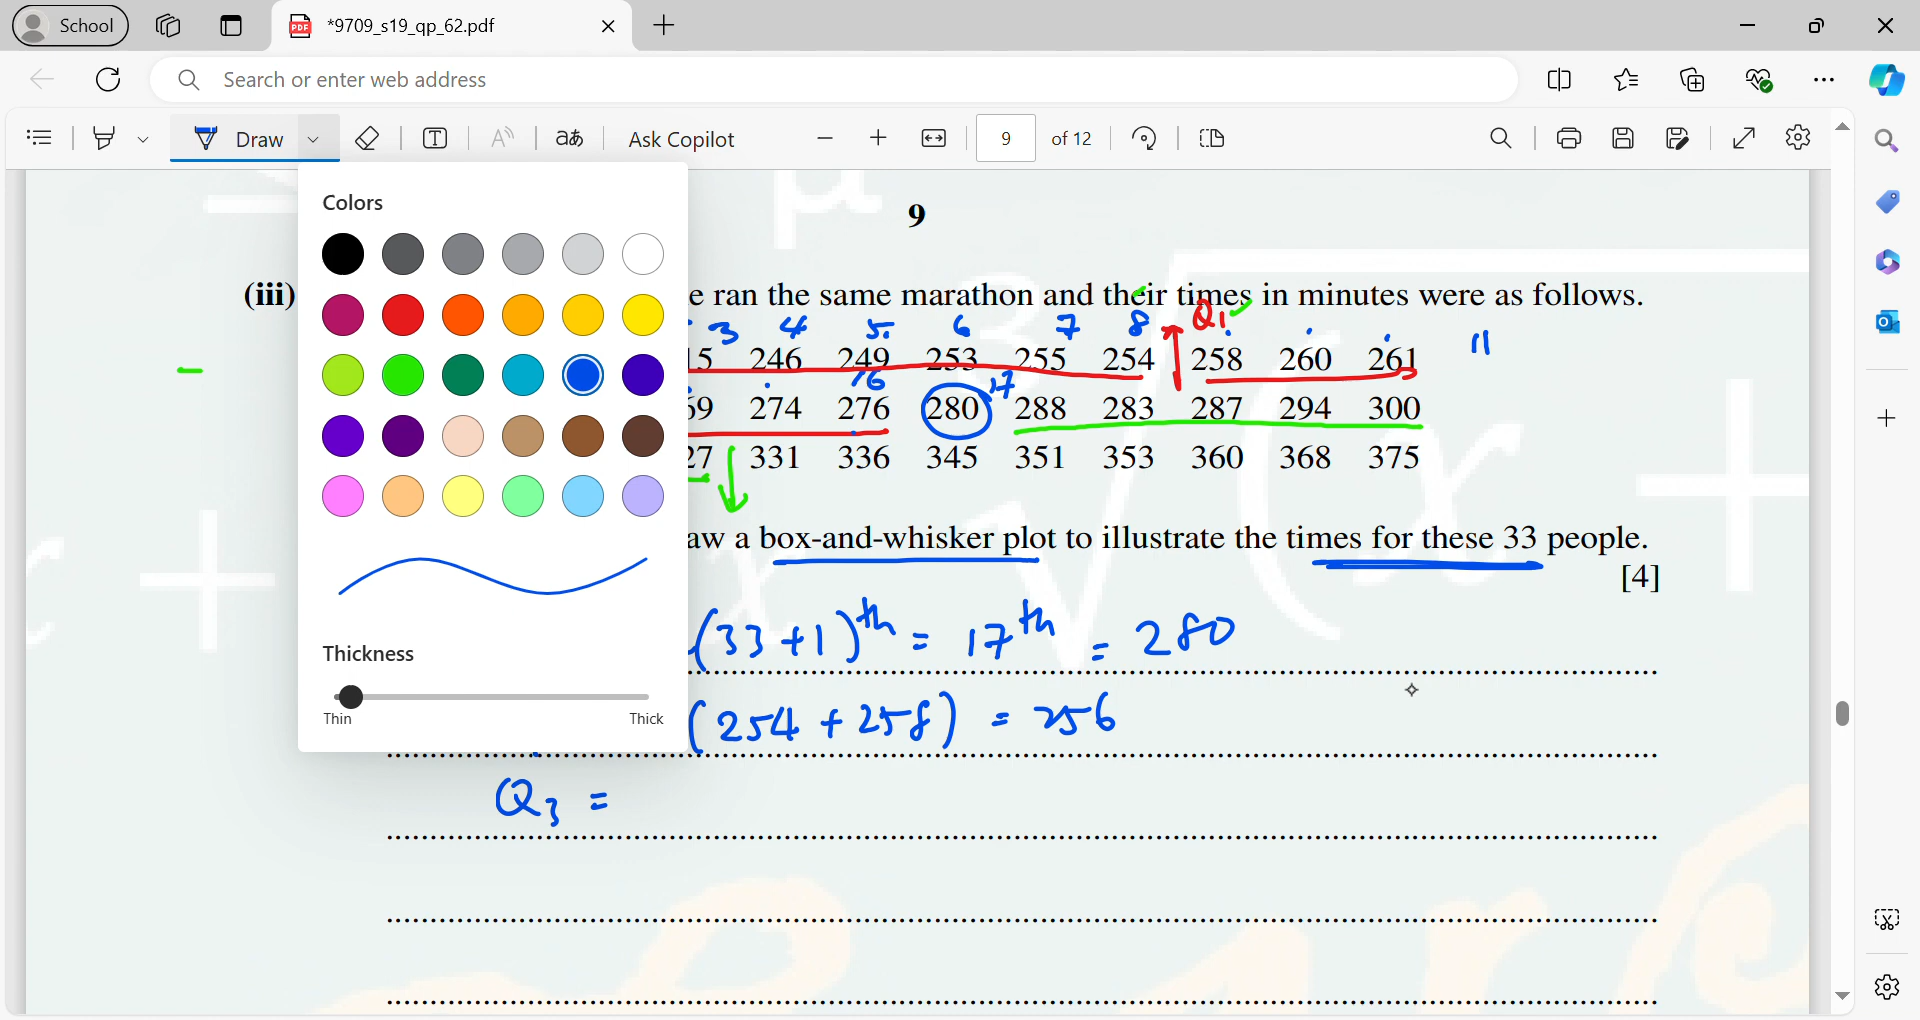 School
*9709_s19_qp_62.pdf
Search or enter web address
Draw
aあ
Ask Copilot
9 of 12
Colors
Thickness
Thin Thick
9
(iii) e ran the same marathon and their times in minutes were as follows.
3 4 5. 6 7 8 Q1
15 246 249 253 255 254 258 260 261 11
16 17
69 274 276 280 288 283 287 294 300
27 331 336 345 351 353 360 368 375
aw a box-and-whisker plot to illustrate the times for these 33 people.
[4]
(33+1)th = 17th = 280
(254 + 258) = 256
Q3 =